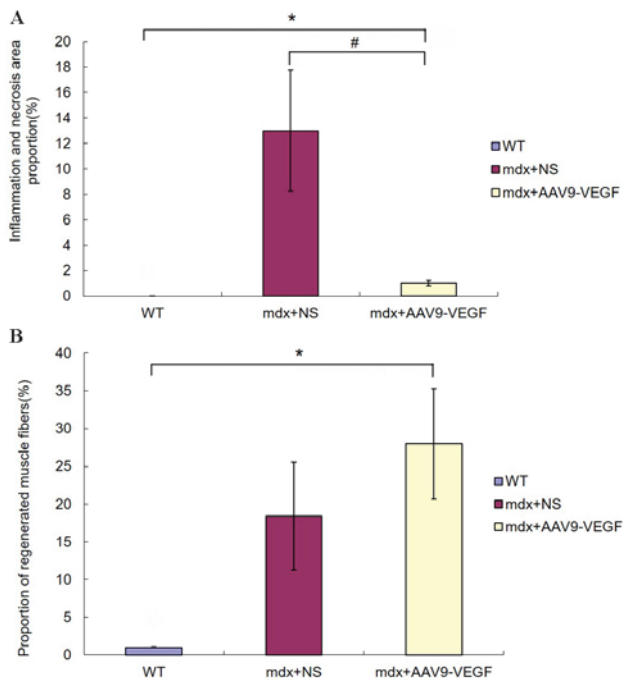 A
*
#
Inflammation and necrosis area
proportion(%)
20
18
16
14
12
10
8
6
4
2
0
WT
mdx+NS
mdx+AAV9-VEGF
WT
mdx+NS
mdx+AAV9-VEGF
B
*
Proportion of regenerated muscle fibers(%)
40
35
30
25
20
15
10
5
0
WT
mdx+NS
mdx+AAV9-VEGF
WT
mdx+NS
mdx+AAV9-VEGF